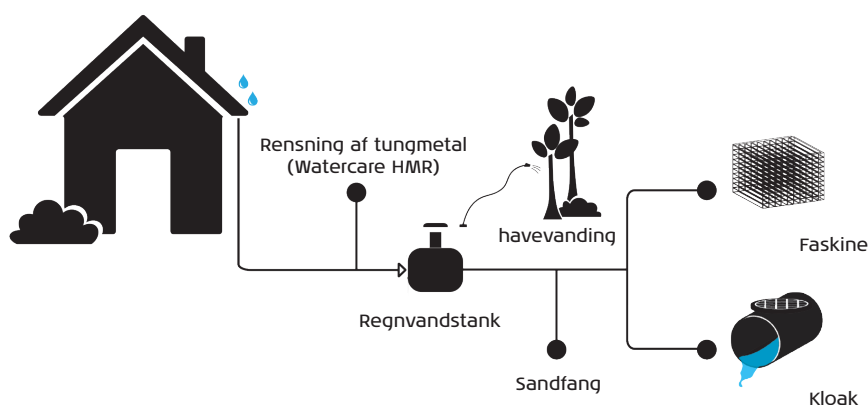 Rensning af tungmetal
(Watercare HMR)
havevanding
Faskine
Regnvandstank
Sandfang
Kloak